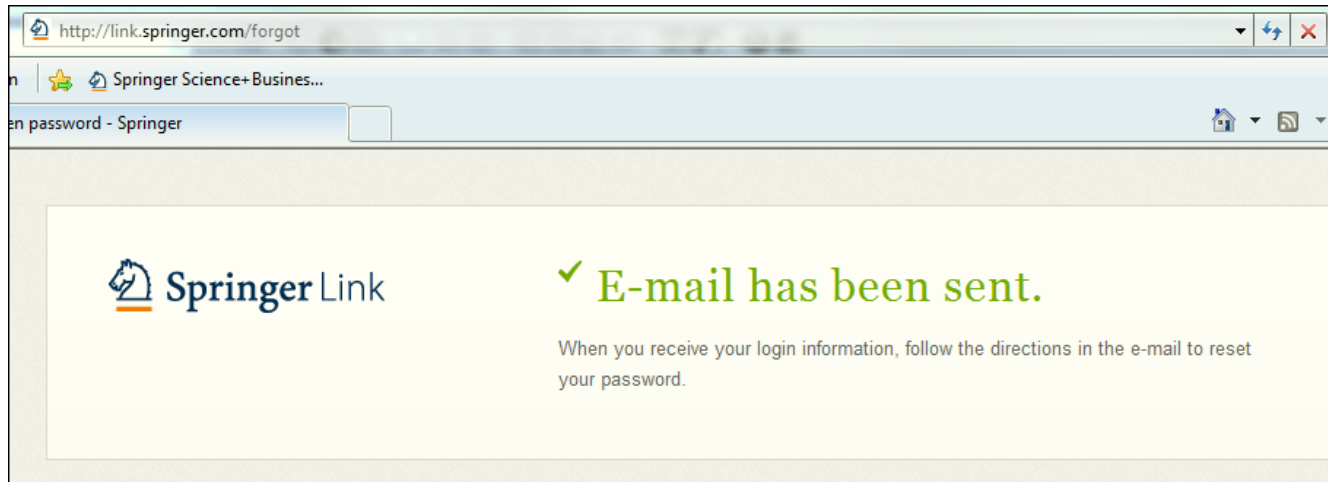 http://link.springer.com/forgot
n
Springer Science+Busines...
en password - Springer
Springer Link
E-mail has been sent.
When you receive your login information, follow the directions in the e-mail to reset
your password.